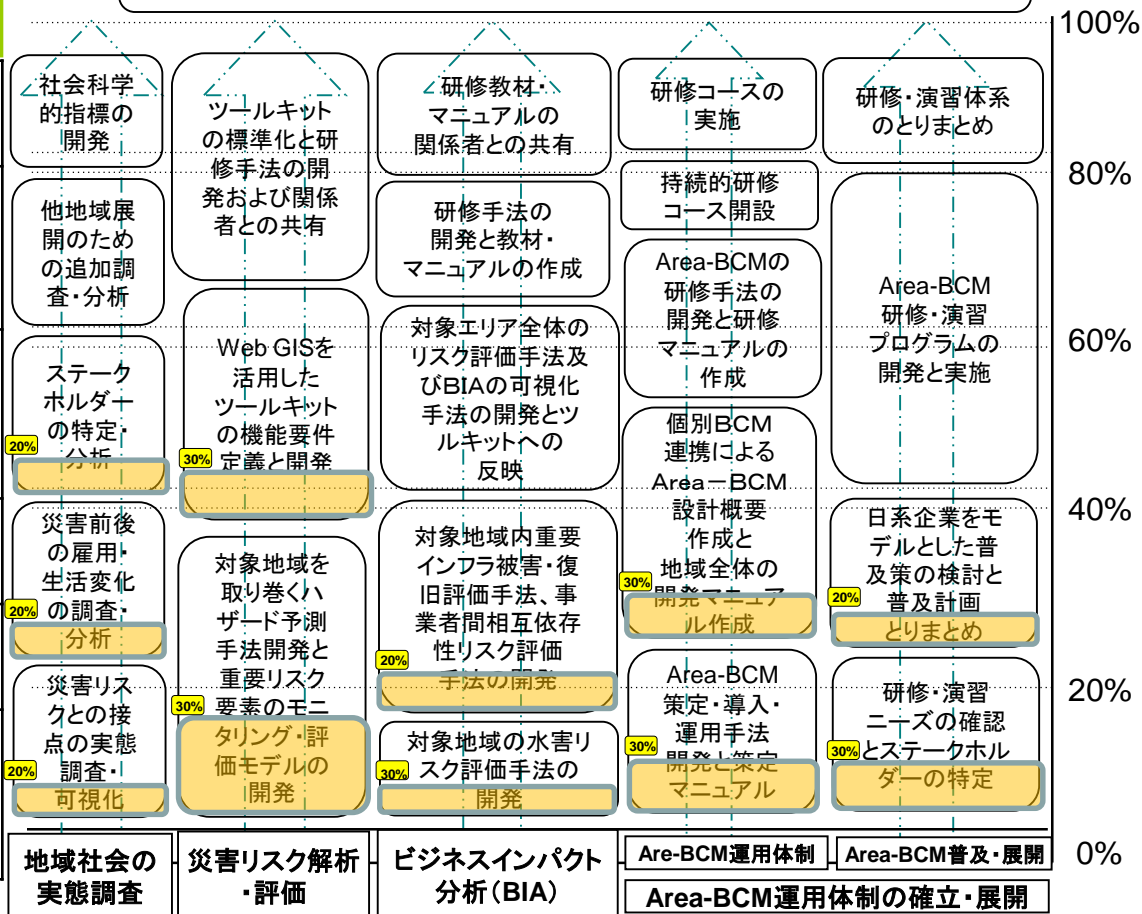 100%
80%
60%
40%
20%
0%
社会科学
的指標の
開発
他地域展
開のため
の追加調
査・分析
ステーク
ホルダー
の特定・
分析
20%
災害前後
の雇用・
生活変化
の調査・
分析
20%
災害リス
クとの接
点の実態
調査・
可視化
20%
地域社会の
実態調査
ツールキット
の標準化と研
修手法の開
発および関係
者との共有
Web GISを
活用した
ツールキット
の機能要件
定義と開発
30%
対象地域を
取り巻くハ
ザード予測
手法開発と
重要リスク
要素のモニ
タリング・評
価モデルの
開発
30%
災害リスク解析
・評価
研修教材・
マニュアルの
関係者との共有
研修手法の
開発と教材・
マニュアルの作成
対象エリア全体の
リスク評価手法及
びBIAの可視化
手法の開発とツー
ルキットへの
反映
対象地域内重要
インフラ被害・復
旧評価手法、事
業者間相互依存
性リスク評価
手法の開発
20%
対象地域の水害リ
スク評価手法の
開発
30%
ビジネスインパクト
分析(BIA)
研修コースの
実施
持続的研修
コース開設
Area-BCMの
研修手法の
開発と研修
マニュアルの
作成
個別BCM
連携による
Area－BCM
設計概要
作成と
地域全体の
開発マニュア
ル作成
30%
Area-BCM
策定・導入・
運用手法
開発と策定
マニュアル
30%
Are-BCM運用体制
研修・演習体系
のとりまとめ
Area-BCM
研修・演習
プログラムの
開発と実施
日系企業をモ
デルとした普
及策の検討と
普及計画
とりまとめ
20%
研修・演習
ニーズの確認
とステークホル
ダーの特定
30%
Area-BCM普及・展開
Area-BCM運用体制の確立・展開